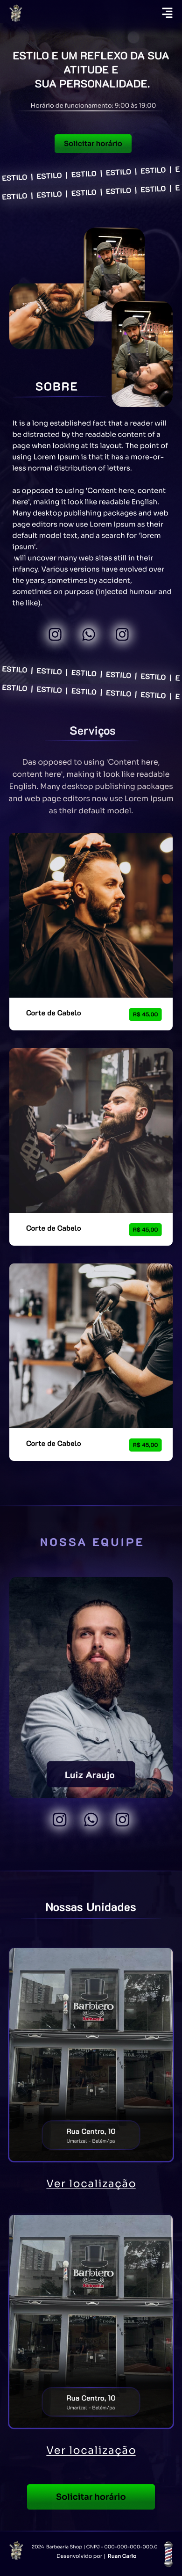 ESTILO E UM REFLEXO DA SUA
ATITUDE E
SUA PERSONALIDADE.
Horário de funcionamento: 9:00 às 19:00
Solicitar horário
ESTILO | ESTILO | ESTILO | ESTILO | ESTILO | E
ESTILO | ESTILO | ESTILO | ESTILO | ESTILO | E
SOBRE
It is a long established fact that a reader will
be distracted by the readable content of a
page when looking at its layout. The point of
using Lorem Ipsum is that it has a more-or-
less normal distribution of letters.
as opposed to using 'Content here, content
here', making it look like readable English.
Many desktop publishing packages and web
page editors now use Lorem Ipsum as their
default model text, and a search for 'lorem
ipsum'.
will uncover many web sites still in their
infancy. Various versions have evolved over
the years, sometimes by accident,
sometimes on purpose (injected humour and
the like).
ESTILO | ESTILO | ESTILO | ESTILO | ESTILO | E
ESTILO | ESTILO | ESTILO | ESTILO | ESTILO | E
Serviços
Das opposed to using 'Content here,
content here', making it look like readable
English. Many desktop publishing packages
and web page editors now use Lorem Ipsum
as their default model.
Corte de Cabelo
R$ 45,00
Corte de Cabelo
R$ 45,00
Corte de Cabelo
R$ 45,00
NOSSA EQUIPE
Luiz Araujo
Nossas Unidades
Barbiero
Rua Centro, 10
Umarizal - Belém/pa
Ver localização
Barbiero
Rua Centro, 10
Umarizal - Belém/pa
Ver localização
Solicitar horário
2024 Barbearia Shop | CNPJ - 000-000-000-000.0
Desenvolvido por | Ruan Carlo